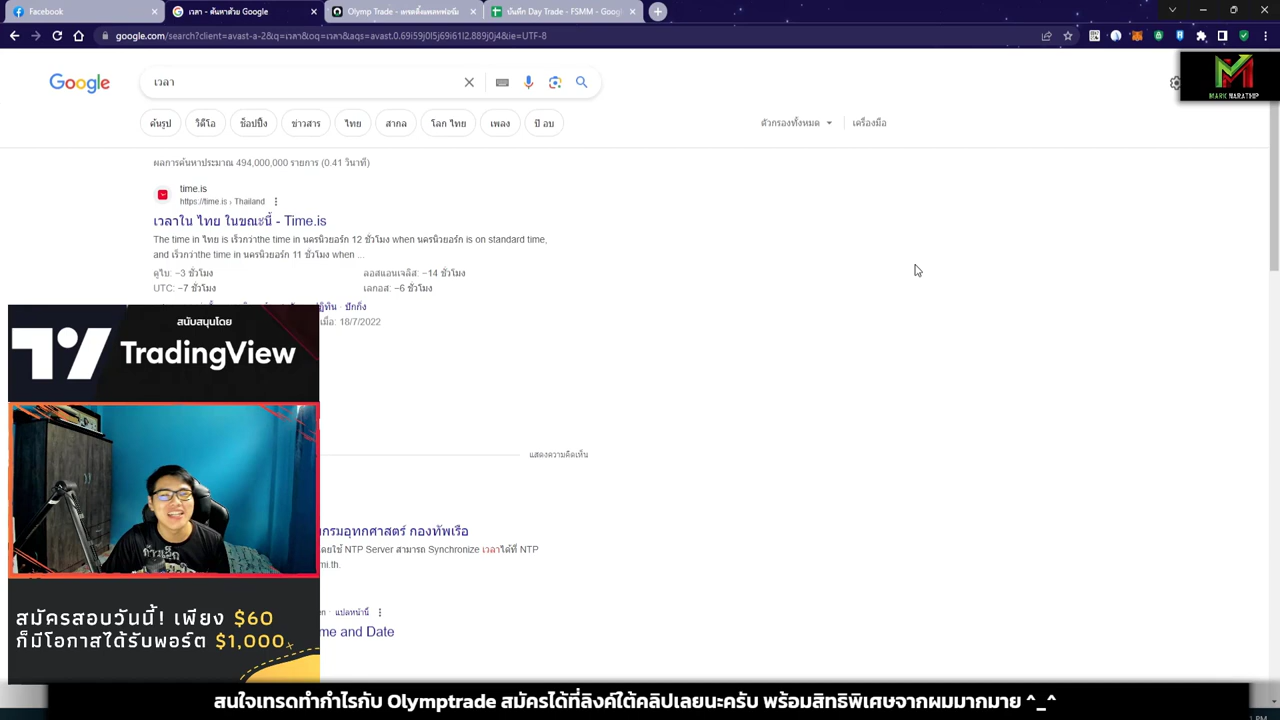 Facebook
เวลา - ค้นหาด้วย Google
Olymp Trade - เทรดดิ้งแพลทฟอร์ม
บันทึก Day Trade - FSMM - Goog
google.com/search?client=avast-a-2&q=เวลา&oq=เวลา&aqs=avast.0.69i59j0l5j69i61l2.889j0j4&ie=UTF-8
Google
เวลา
MARK NARATHIP
ค้นรูป
วิดีโอ
ช็อปปิ้ง
ข่าวสาร
ไทย
สากล
โลก ไทย
เพลง
ปี อบ
ตัวกรองทั้งหมด
เครื่องมือ
ผลการค้นหาประมาณ 494,000,000 รายการ (0.41 วินาที)
time.is
https://time.is › Thailand
เวลาใน ไทย ในขณะนี้ - Time.is
The time in ไทย is เร็วกว่าthe time in นครนิวยอร์ก 12 ชั่วโมง when นครนิวยอร์ก is on standard time,
and เร็วกว่าthe time in นครนิวยอร์ก 11 ชั่วโมง when ...
ดูไบ: −3 ชั่วโมง
ลอสแอนเจลิส: −14 ชั่วโมง
UTC: −7 ชั่วโมง
เลกอส: −6 ชั่วโมง
ปักกิ่ง
เมื่อ: 18/7/2022
สนับสนุนโดย
TradingView
แสดงความคิดเห็น
กรมอุทกศาสตร์ กองทัพเรือ
ดยใช้ NTP Server สามารถ Synchronize เวลาได้ที่ NTP
mi.th.
en · แปลหน้านี้
me and Date
สมัครสอบวันนี้! เพียง $60
ก็มีโอกาสได้รับพอร์ต $1,000
สนใจเทรดทำกำไรกับ Olymptrade สมัครได้ที่ลิงค์ใต้คลิปเลยนะครับ พร้อมสิทธิพิเศษจากผมมากมาย ^_^